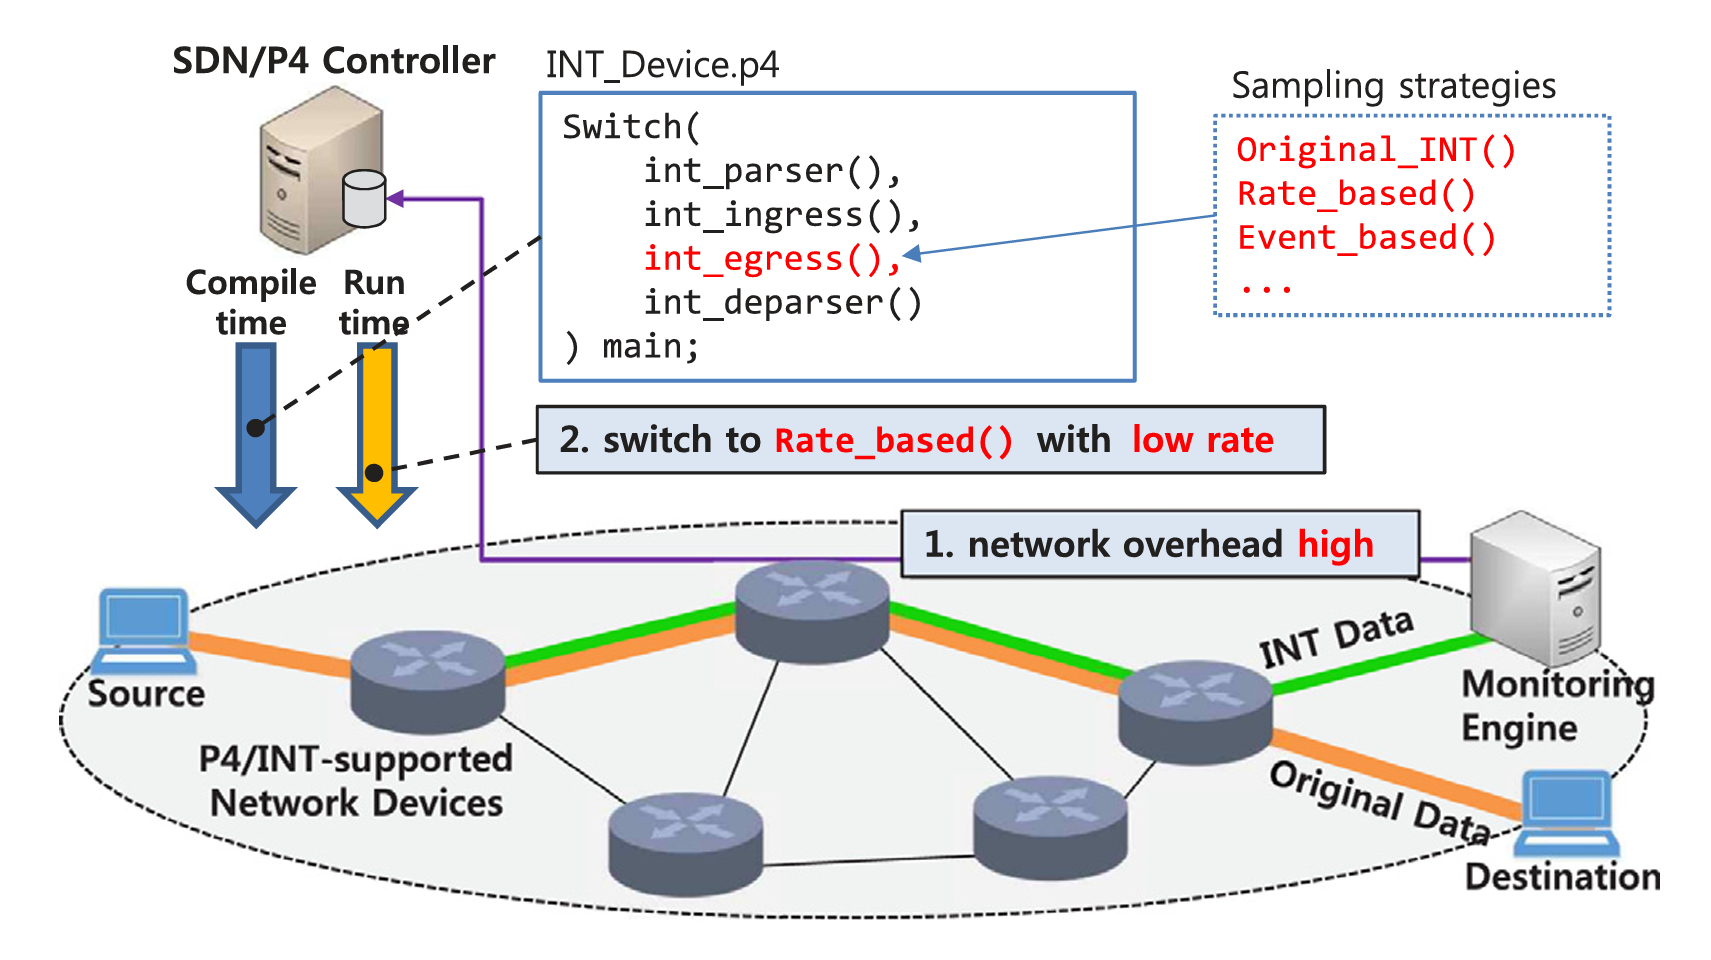 SDN/P4 Controller
INT_Device.p4
Sampling strategies
Switch(
int_parser(),
int_ingress(),
int_egress(),
int_deparser()
) main;
Original_INT()
Rate_based()
Event_based()
...
Compile
time
Run
time
2. switch to Rate_based() with low rate
1. network overhead high
Source
P4/INT-supported
Network Devices
INT Data
Monitoring
Engine
Original Data
Destination